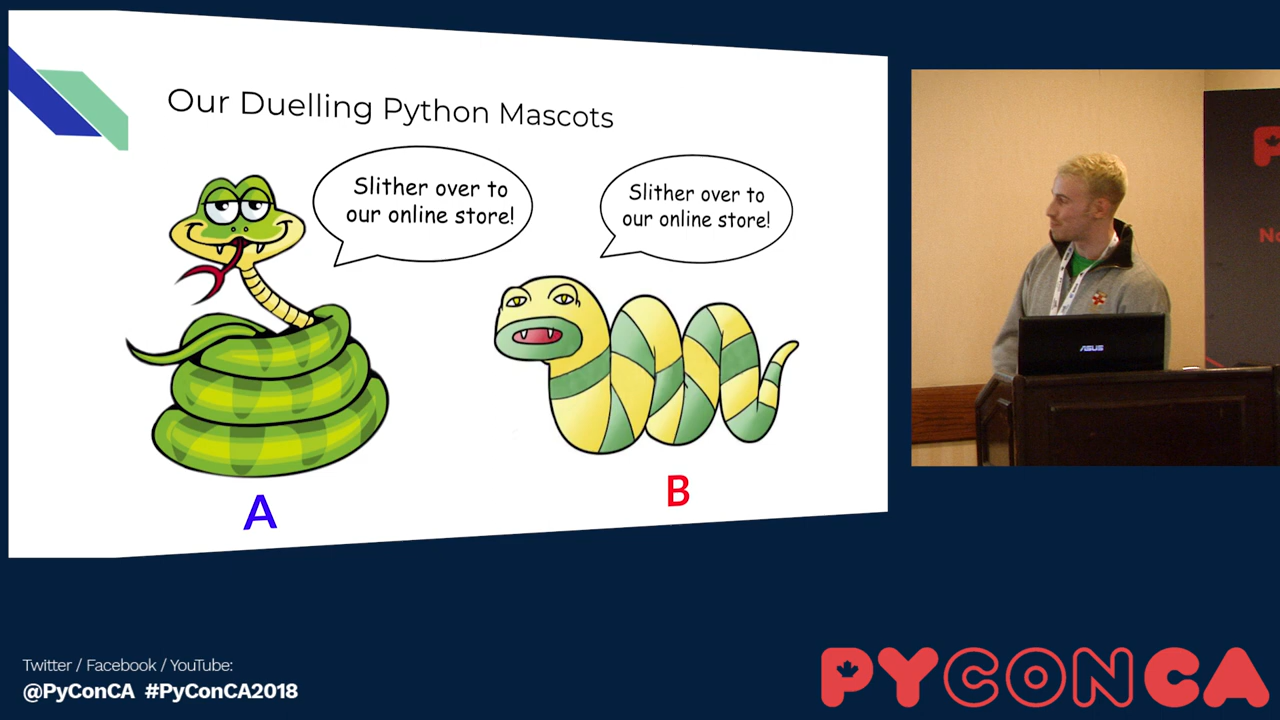 Our Duelling Python Mascots
Slither over to
our online store!
Slither over to
our online store!
A
B
ASUS
Twitter / Facebook / YouTube:
@PyConCA #PyConCA2018
PYCONCA